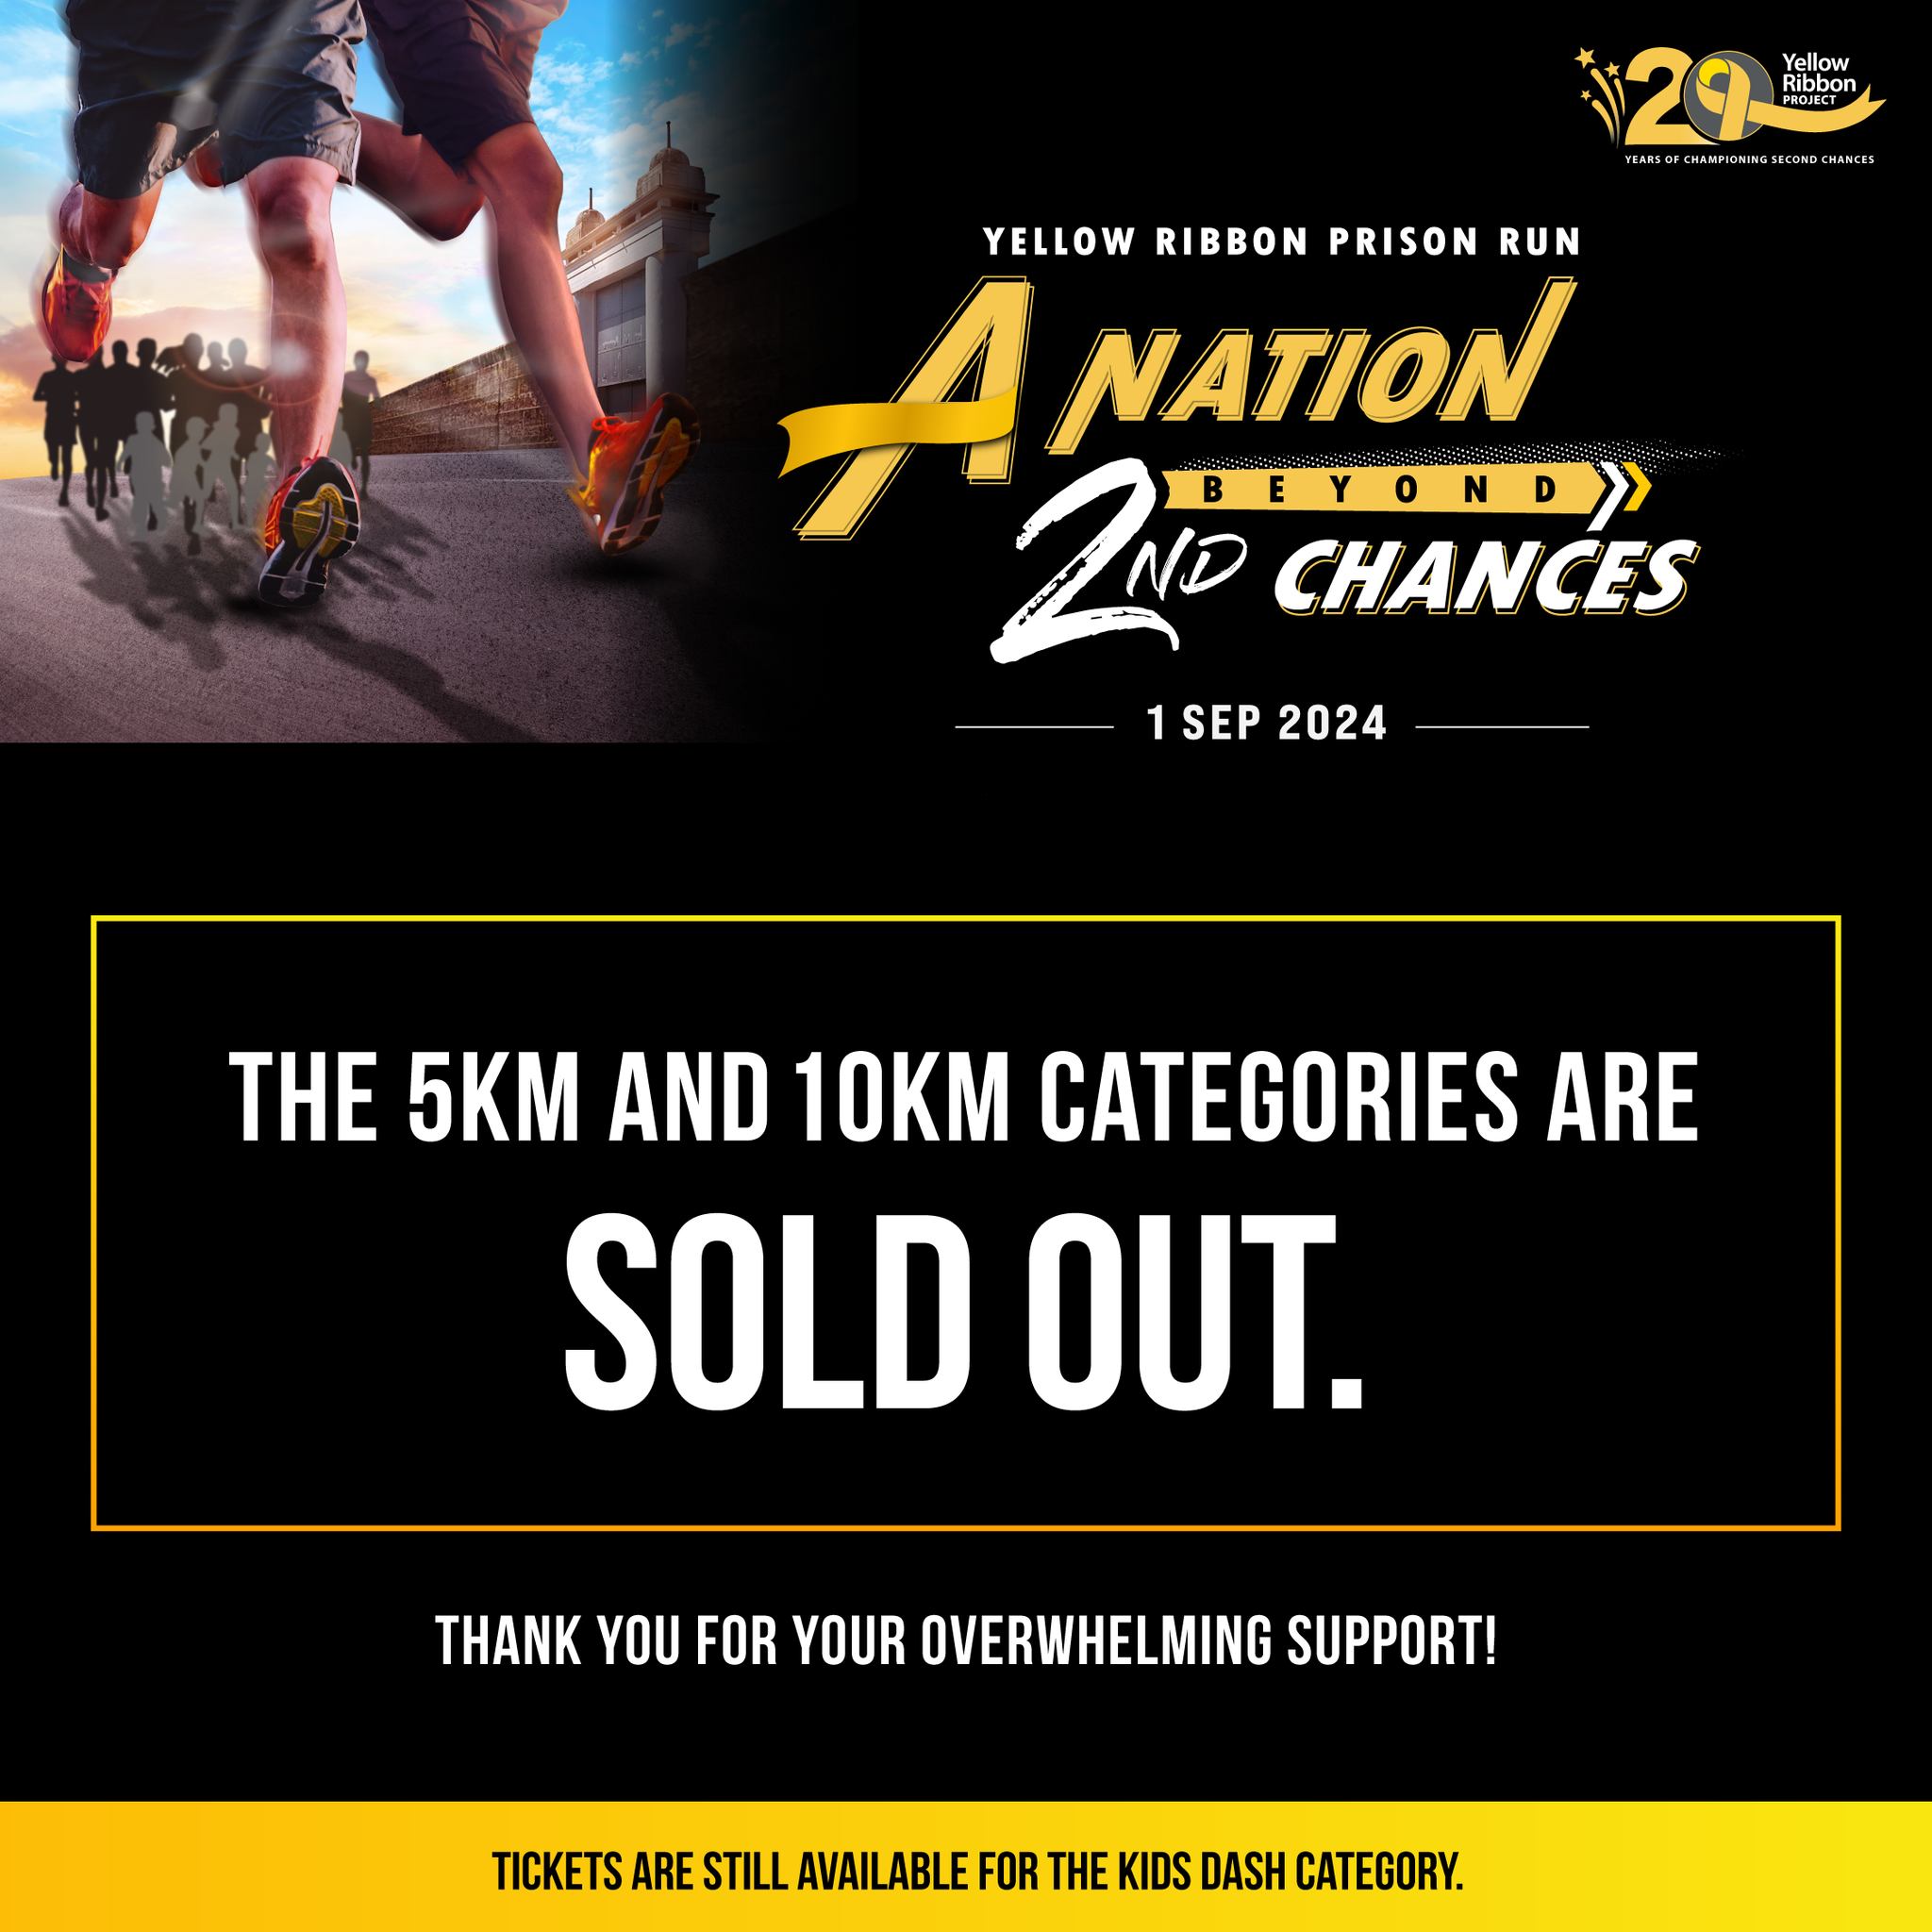 20
Yellow
Ribbon
PROJECT
YEARS OF CHAMPIONING SECOND CHANCES
YELLOW RIBBON PRISON RUN
A NATION
BEYOND
2ND CHANCES
1 SEP 2024
THE 5KM AND 10KM CATEGORIES ARE
SOLD OUT.
THANK YOU FOR YOUR OVERWHELMING SUPPORT!
TICKETS ARE STILL AVAILABLE FOR THE KIDS DASH CATEGORY.